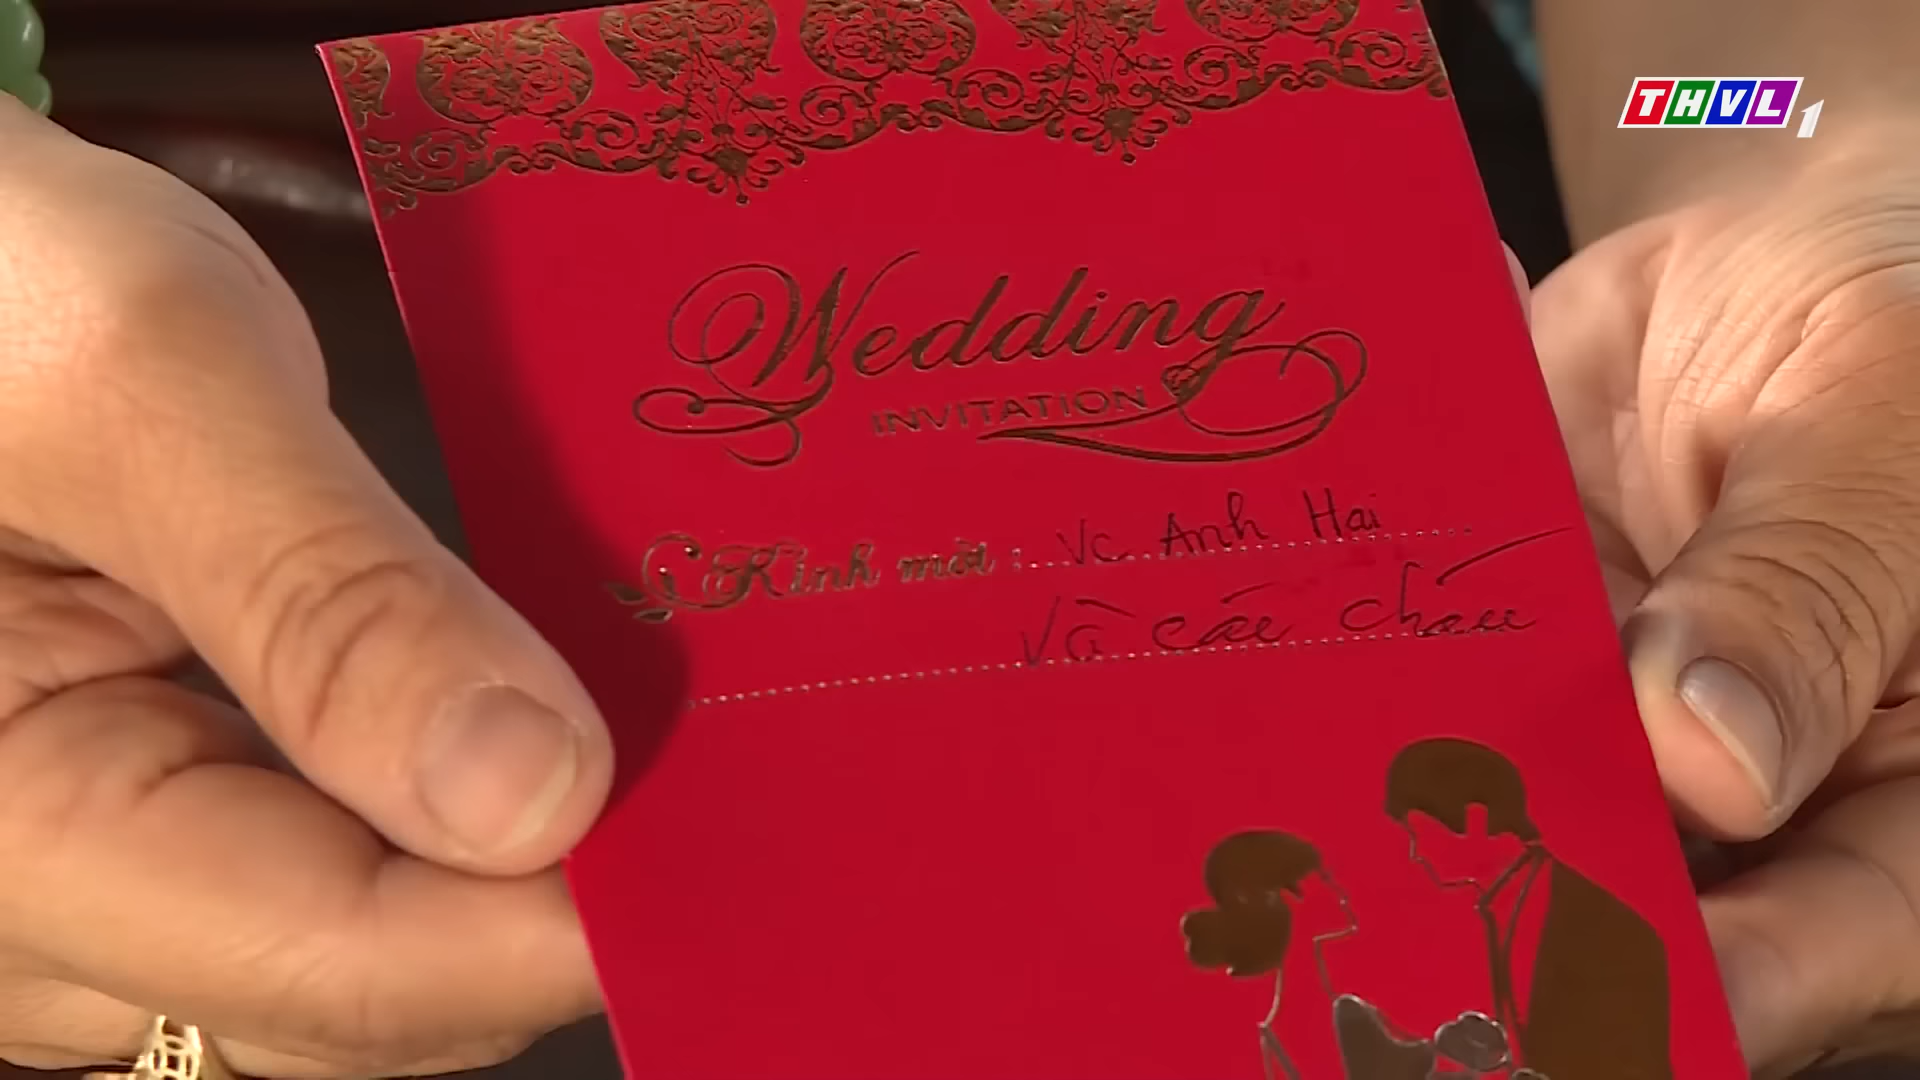 THVL1
Wedding
INVITATION
Kính mời : Vc Anh Hai
Và các cháu